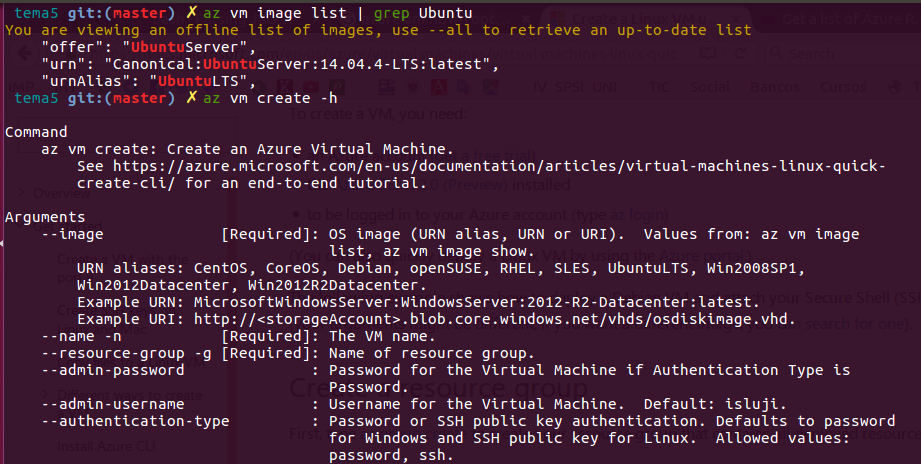 tema5 git:(master) ✗ az vm image list | grep Ubuntu
You are viewing an offline list of images, use --all to retrieve an up-to-date list
"offer": "UbuntuServer",
"urn": "Canonical:UbuntuServer:14.04.4-LTS:latest",
"urnAlias": "UbuntuLTS",
tema5 git:(master) ✗ az vm create -h
Command
az vm create: Create an Azure Virtual Machine.
See https://azure.microsoft.com/en-us/documentation/articles/virtual-machines-linux-quick-
create-cli/ for an end-to-end tutorial.
Arguments
--image [Required]: OS image (URN alias, URN or URI). Values from: az vm image
list, az vm image show.
URN aliases: CentOS, CoreOS, Debian, openSUSE, RHEL, SLES, UbuntuLTS, Win2008SP1,
Win2012Datacenter, Win2012R2Datacenter.
Example URN: MicrosoftWindowsServer:WindowsServer:2012-R2-Datacenter:latest.
Example URI: http://<storageAccount>.blob.core.windows.net/vhds/osdiskimage.vhd.
--name -n [Required]: The VM name.
--resource-group -g [Required]: Name of resource group.
--admin-password : Password for the Virtual Machine if Authentication Type is
Password.
--admin-username : Username for the Virtual Machine. Default: isluji.
--authentication-type : Password or SSH public key authentication. Defaults to password
for Windows and SSH public key for Linux. Allowed values:
password, ssh.